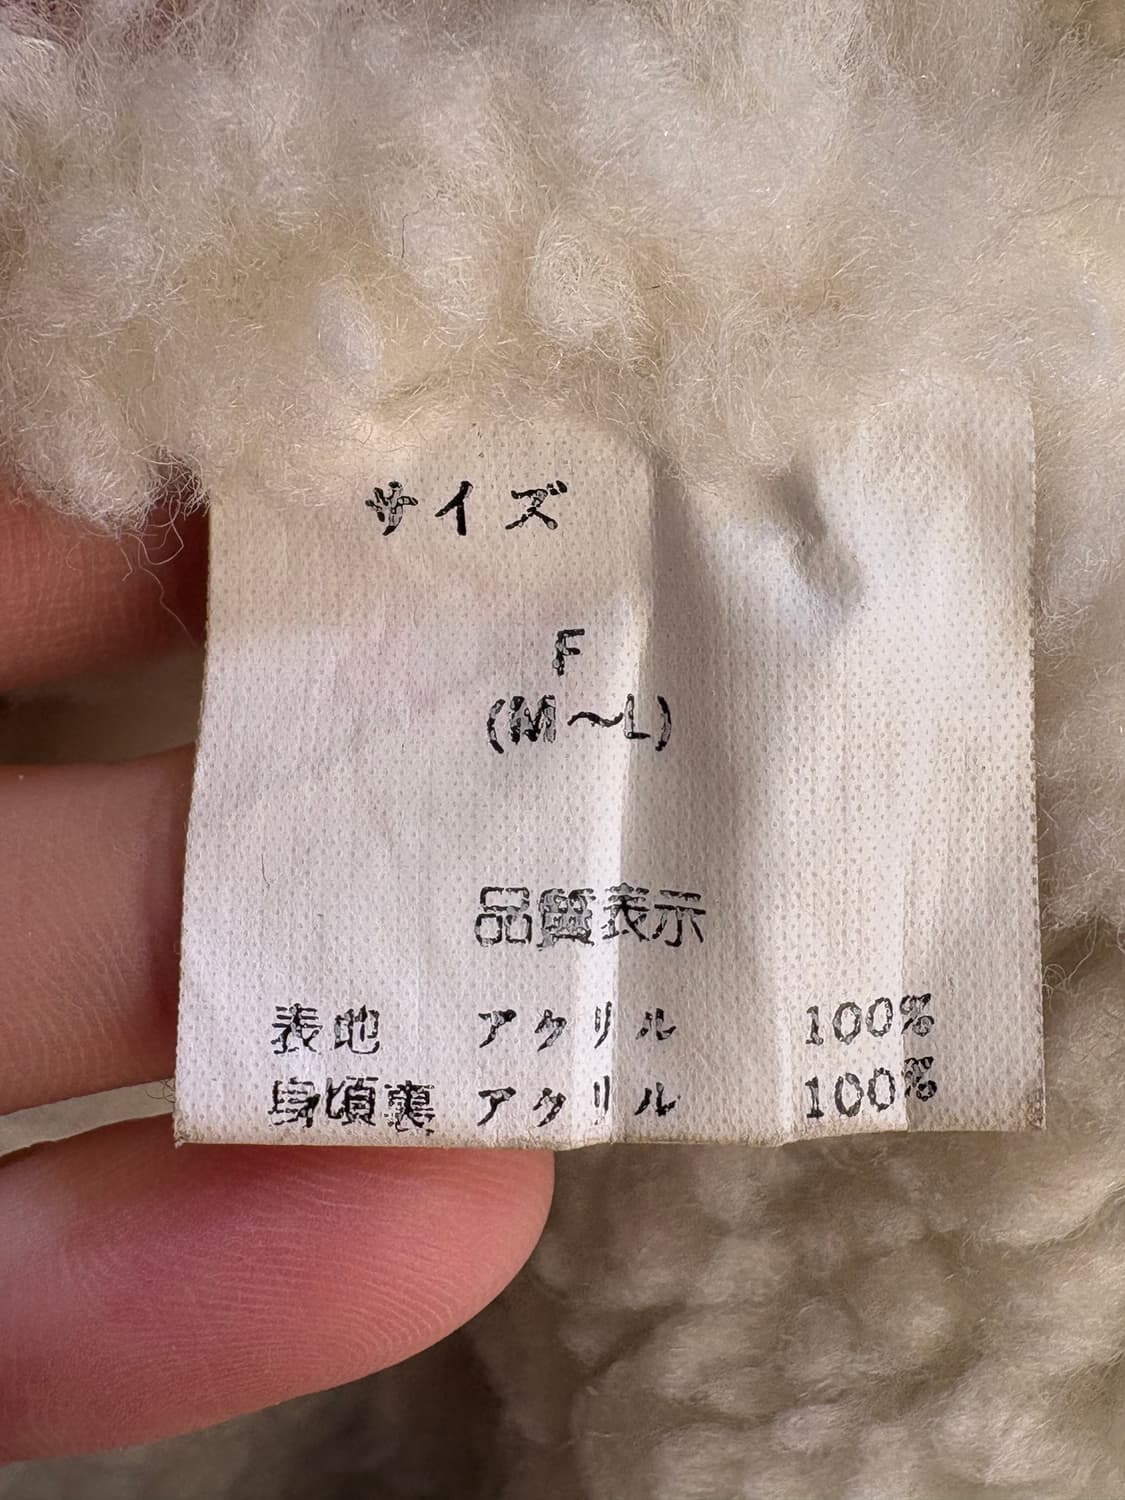 サイズ
F
(M～L)
品質表示
表地 アクリル 100%
身頃裏 アクリル 100%